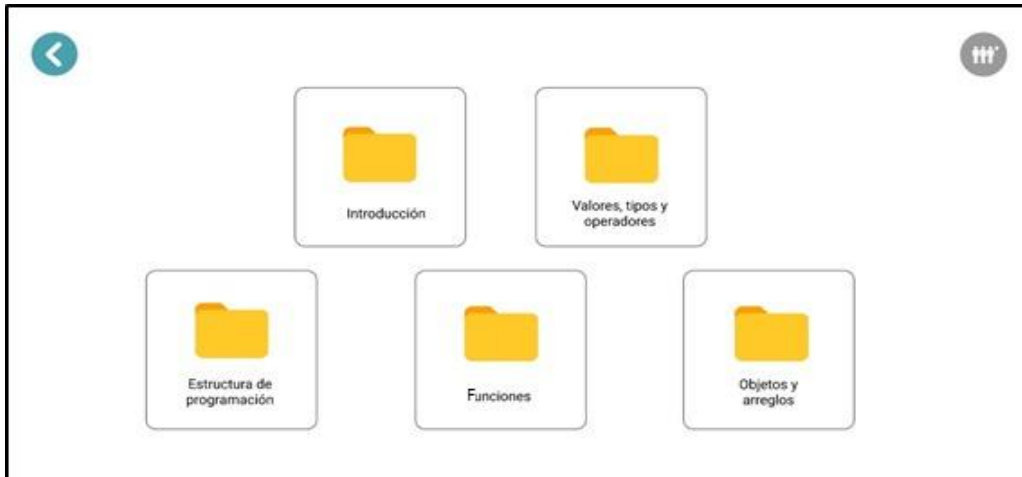 Introducción
Valores, tipos y
operadores
Estructura de
programación
Funciones
Objetos y
arreglos